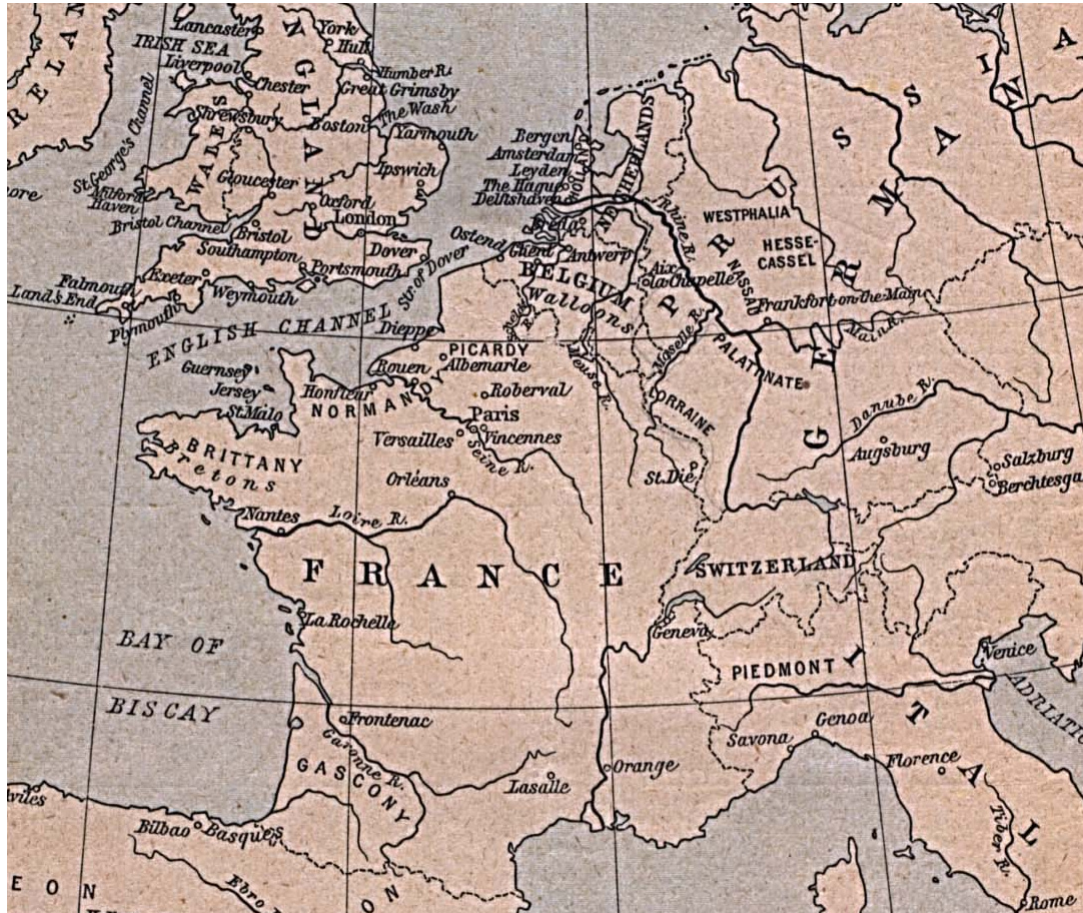 Lancaster
York
Hull
IRISH SEA
Liverpool
Humber R.
Chester
Great Grimsby
Shrewsbury
The Wash
Boston
Yarmouth
ENGLAND
WALES
St. George's Channel
Gloucester
Ipswich
Milford
Haven
Oxford
London
Bristol Channel
Bristol
Southampton
Dover
Str. of Dover
Falmouth
Exeter
Portsmouth
Land's End
Weymouth
Plymouth
ENGLISH CHANNEL
Bergen
Amsterdam
Leyden
The Hague
Delftshaven
HOLLAND
NETHERLANDS
Rhine R.
Ostend
Ghent
Antwerp
BELGIUM
Walloons
Aix
la Chapelle
PRUSSIA
WESTPHALIA
HESSE-
CASSEL
NASSAU
GERMAN
Frankfort on the Main
Main R.
Moselle R.
Meuse R.
PALATINATE
LORRAINE
Dieppe
PICARDY
Albemarle
Rouen
Guernsey
Jersey
St. Malo
Honfleur
NORMANDY
Roberval
Paris
Versailles
Vincennes
Seine R.
BRITTANY
Bretons
Orléans
St. Die
Danube R.
Augsburg
Salzburg
Berchtesga
Nantes
Loire R.
FRANCE
SWITZERLAND
La Rochelle
Geneva
BAY OF
BISCAY
PIEDMONT
Venice
ADRIATIC
ITAL
Frontenac
Garonne R.
GASCONY
Genoa
Savona
Florence
Orange
Lasalle
Tiber R.
Bilbao
Basques
Ebro
EON
Rome